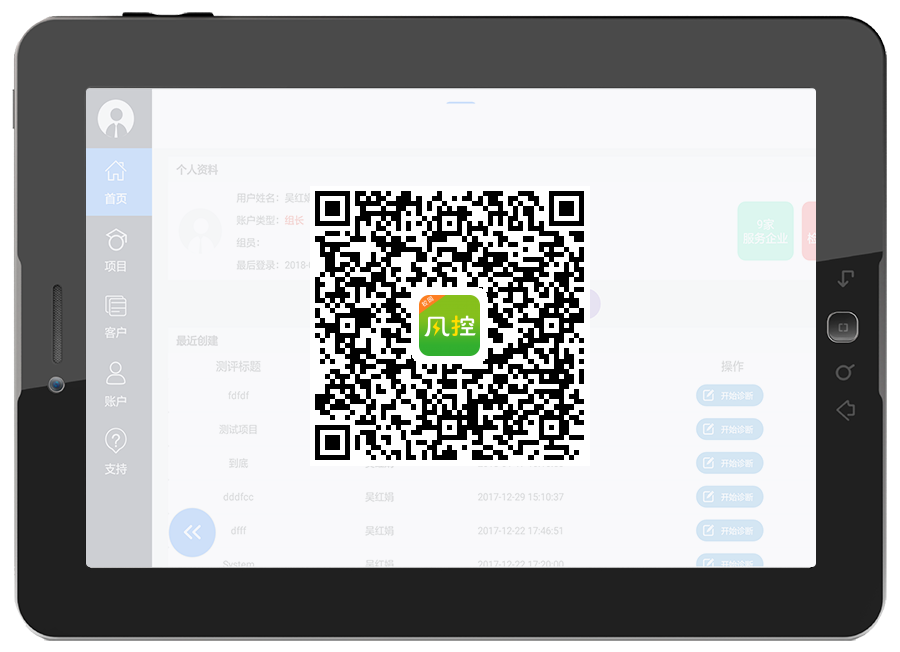 个人资料
用户姓名：吴红娟
账户类型：组长
组员：
最后登录：2018-
首页
项目
客户
账户
支持
9家
服务企业
风控
最近创建
测评标题
操作
fdfdf
开始诊断
测试项目
开始诊断
到底
开始诊断
dddfcc
吴红娟
2017-12-29 15:10:37
开始诊断
dfff
吴红娟
2017-12-22 17:46:51
开始诊断
System
吴红娟
2017-12-22 17:20:00
开始诊断